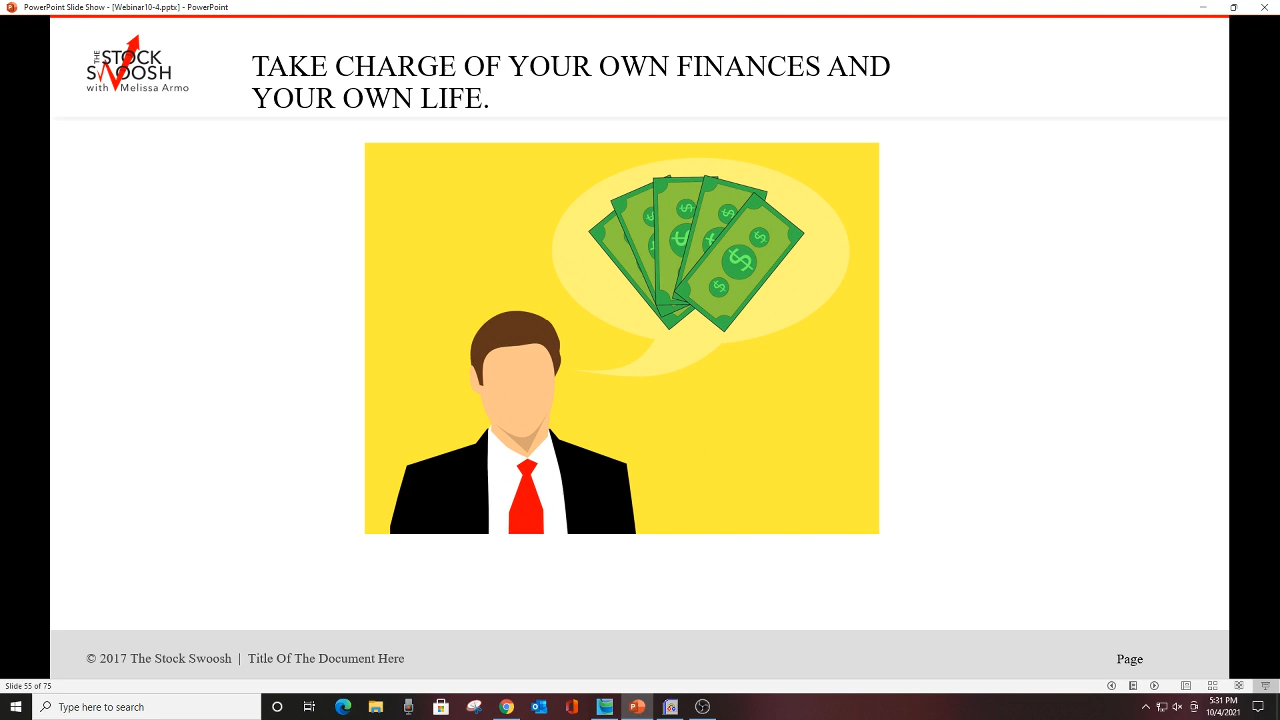 PowerPoint Slide Show - [Webinar10-4.pptx] - PowerPoint
THE STOCK SWOOSH
with Melissa Armo
TAKE CHARGE OF YOUR OWN FINANCES AND
YOUR OWN LIFE.
$ $ $ $ $ $ $ $
© 2017 The Stock Swoosh | Title Of The Document Here
Page
Slide 55 of 75
Type here to search
5:31 PM
10/4/2021